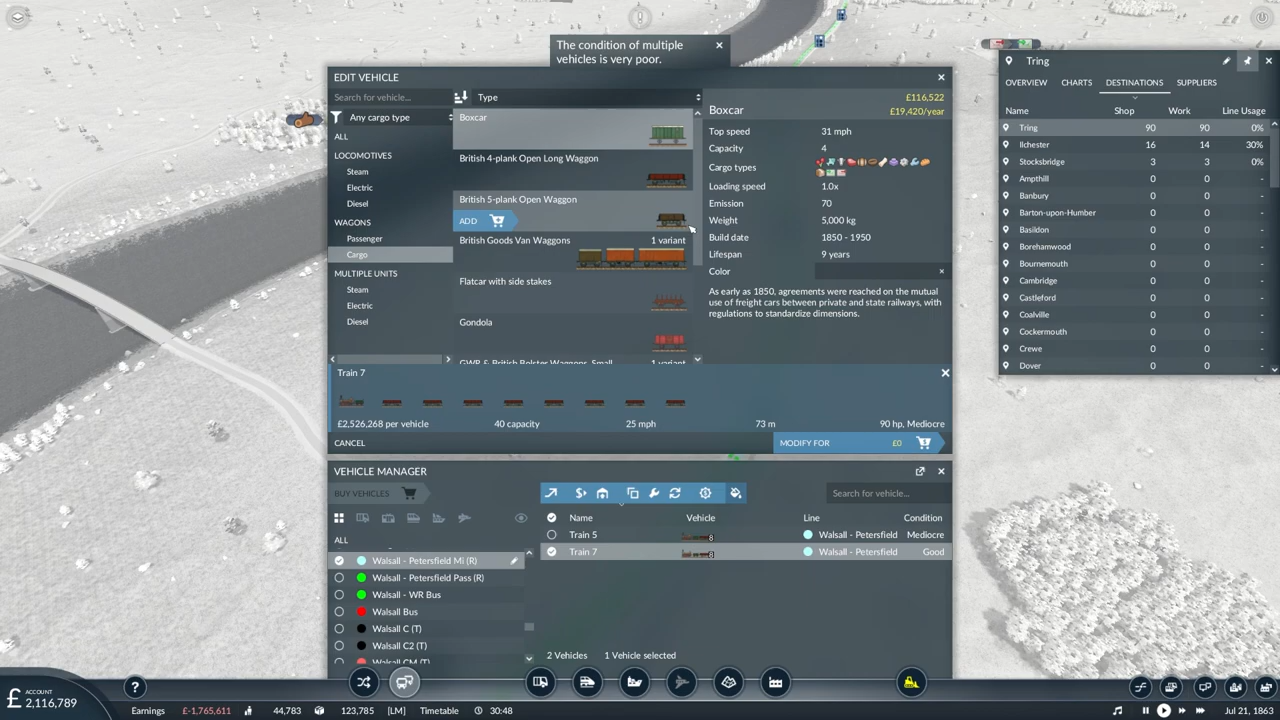 The condition of multiple
vehicles is very poor.
EDIT VEHICLE
Search for vehicle...
Type
Any cargo type
ALL
LOCOMOTIVES
Steam
Electric
Diesel
WAGONS
Passenger
Cargo
MULTIPLE UNITS
Steam
Electric
Diesel
Boxcar
British 4-plank Open Long Waggon
British 5-plank Open Waggon
ADD
British Goods Van Waggons 1 variant
Flatcar with side stakes
Gondola
GWR & British Bolster Waggons, Small 1 variant
£116,522
Boxcar £19,420/year
Top speed 31 mph
Capacity 4
Cargo types
Loading speed 1.0x
Emission 70
Weight 5,000 kg
Build date 1850 - 1950
Lifespan 9 years
Color
As early as 1850, agreements were reached on the mutual
use of freight cars between private and state railways, with
regulations to standardize dimensions.
Train 7
£2,526,268 per vehicle 40 capacity 25 mph 73 m 90 hp, Mediocre
CANCEL MODIFY FOR £0
VEHICLE MANAGER
BUY VEHICLES
Search for vehicle...
ALL
Walsall - Petersfield Mi (R)
Walsall - Petersfield Pass (R)
Walsall - WR Bus
Walsall Bus
Walsall C (T)
Walsall C2 (T)
Walsall CM (T)
Name Vehicle Line Condition
Train 5 8 Walsall - Petersfield Mediocre
Train 7 8 Walsall - Petersfield Good
2 Vehicles 1 Vehicle selected
Tring
OVERVIEW CHARTS DESTINATIONS SUPPLIERS
Name Shop Work Line Usage
Tring 90 90 0%
Ilchester 16 14 30%
Stocksbridge 3 3 0%
Ampthill 0 0 -
Banbury 0 0 -
Barton-upon-Humber 0 0 -
Basildon 0 0 -
Borehamwood 0 0 -
Bournemouth 0 0 -
Cambridge 0 0 -
Castleford 0 0 -
Coalville 0 0 -
Cockermouth 0 0 -
Crewe 0 0 -
Dover 0 0 -
£ ACCOUNT
2,116,789
?
Earnings £-1,765,611 44,783 123,785 [LM] Timetable 30:48
Jul 21, 1863